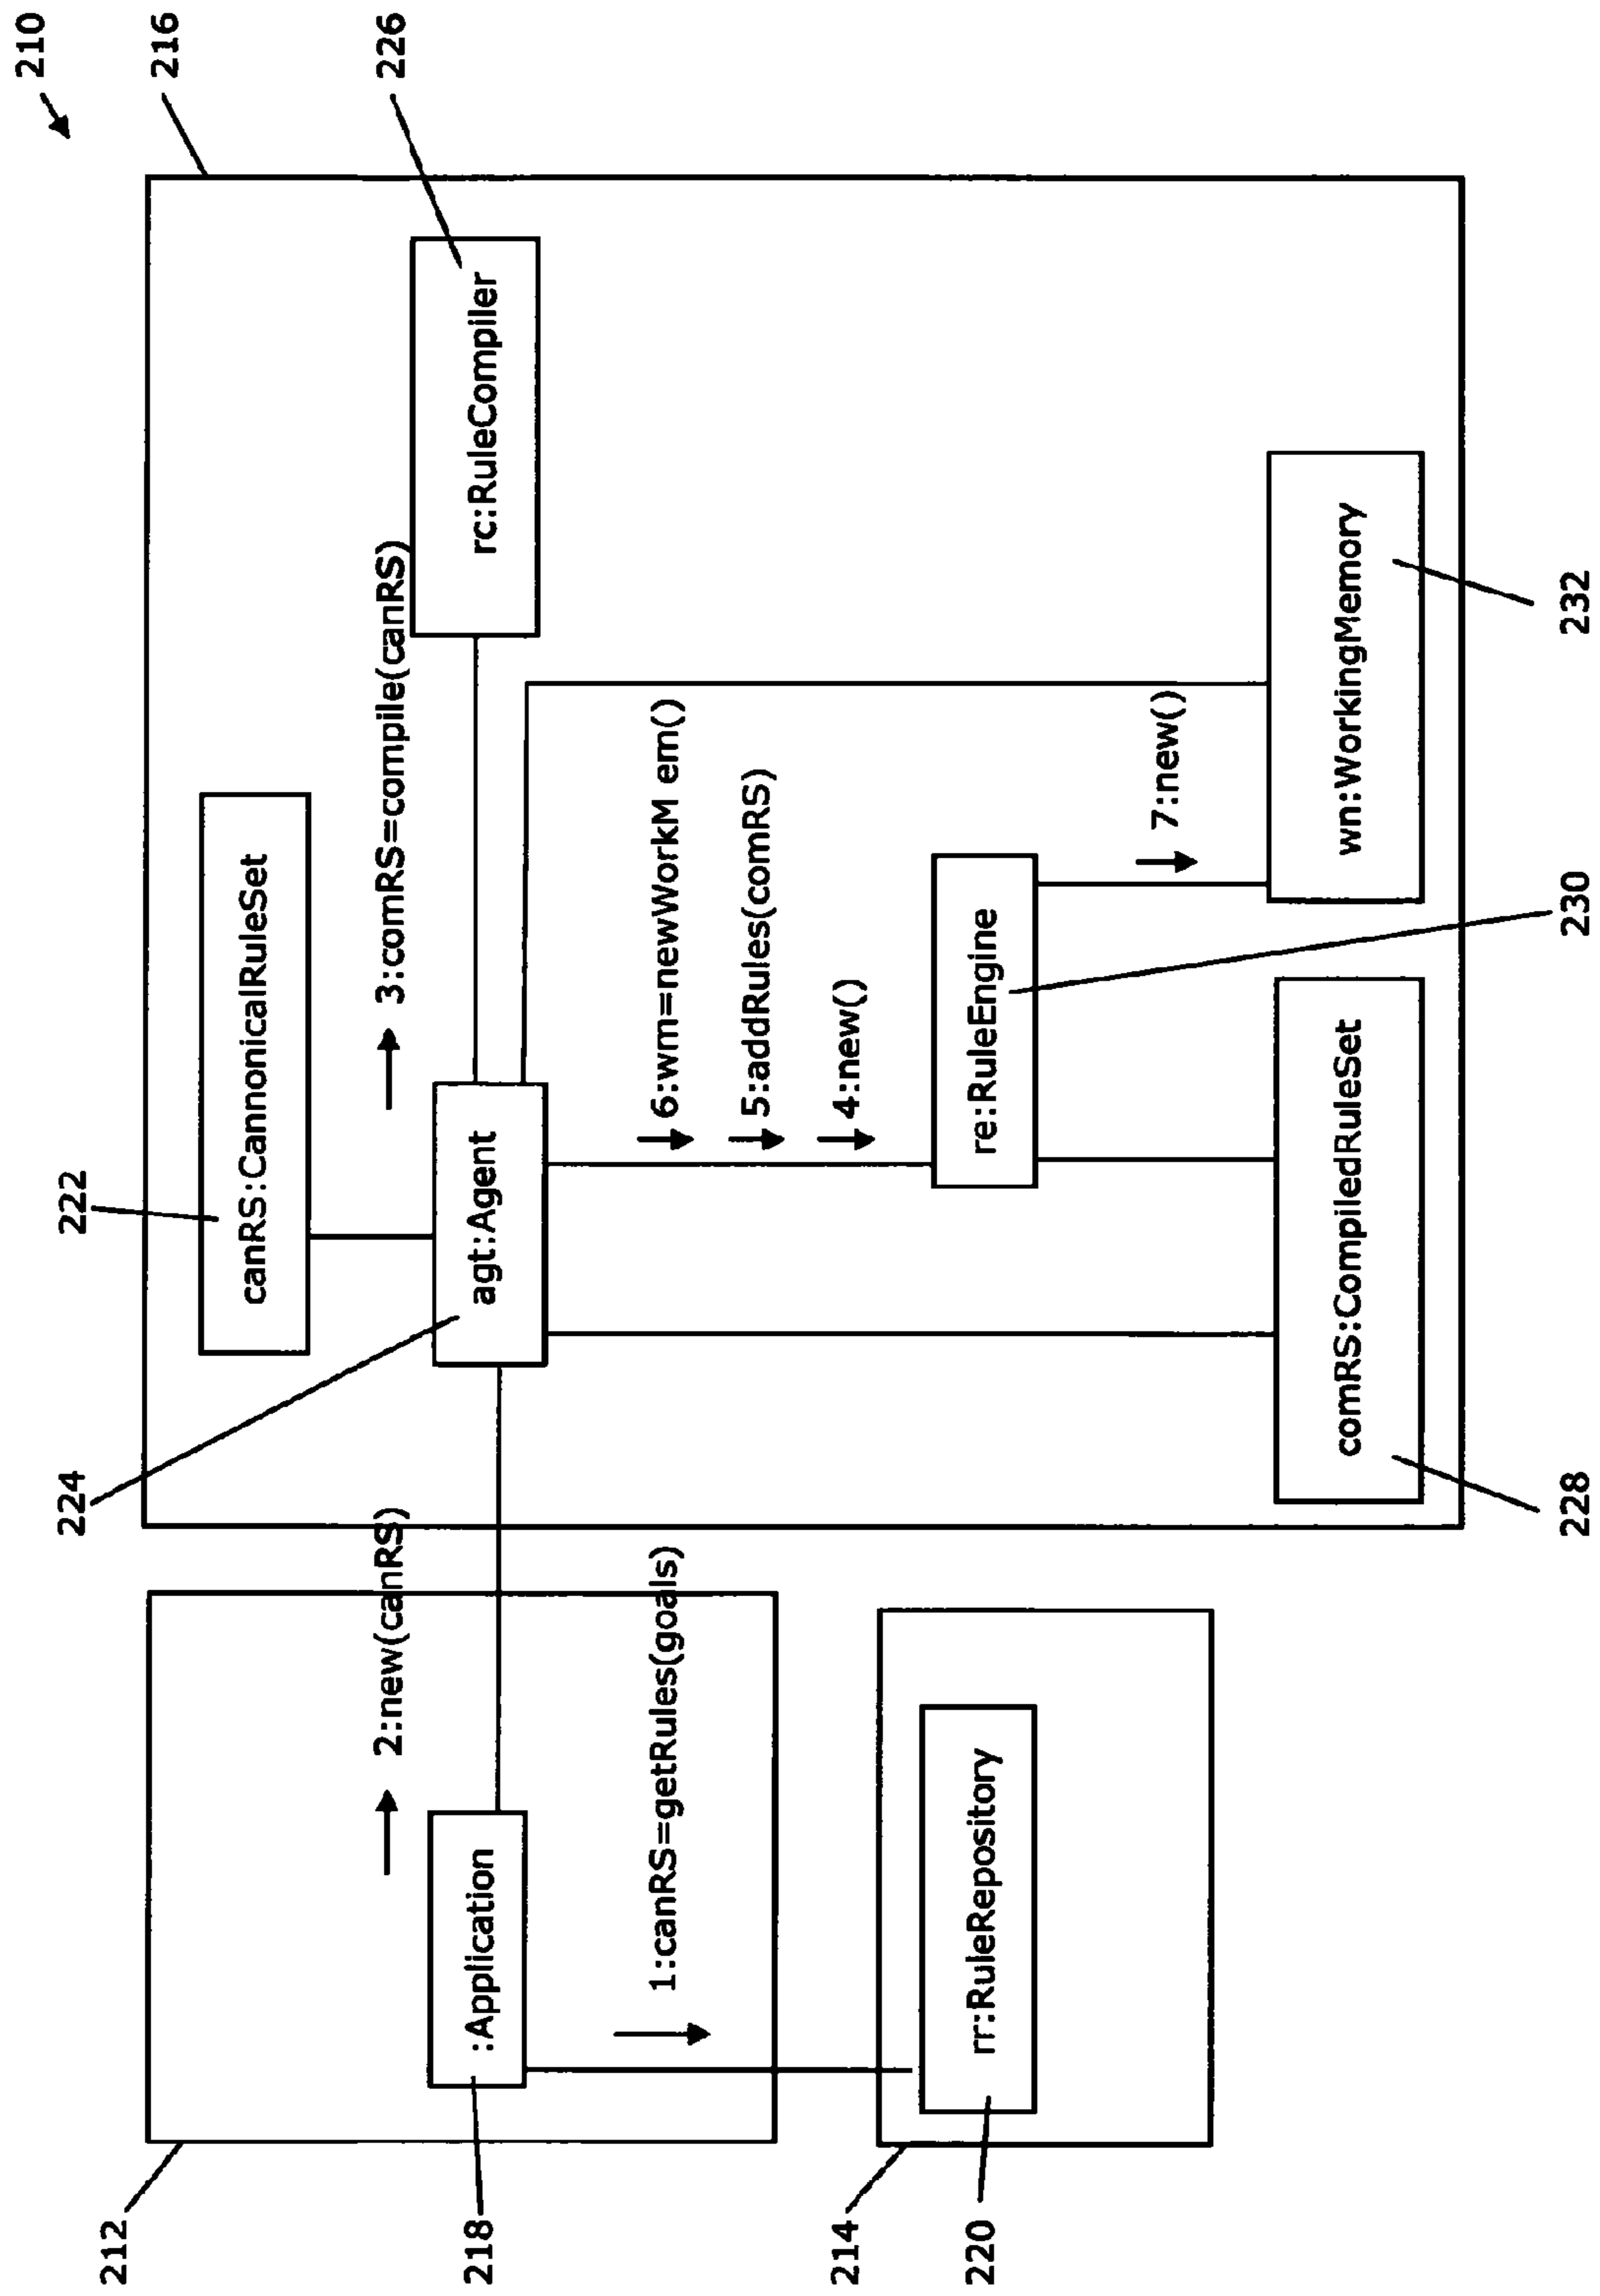 210
216
226
222
224
212
218
214
220
228
230
232
canRS:CannonicalRuleSet
2:new(canRS)
3:comRS=compile(canRS)
:Application
agt:Agent
rc:RuleCompiler
1:canRS=getRules(goals)
6:wm=newWorkM em()
5:addRules(comRS)
4:new()
rr:RuleRepository
re:RuleEngine
7:new()
comRS:CompiledRuleSet
wn:WorkingMemory